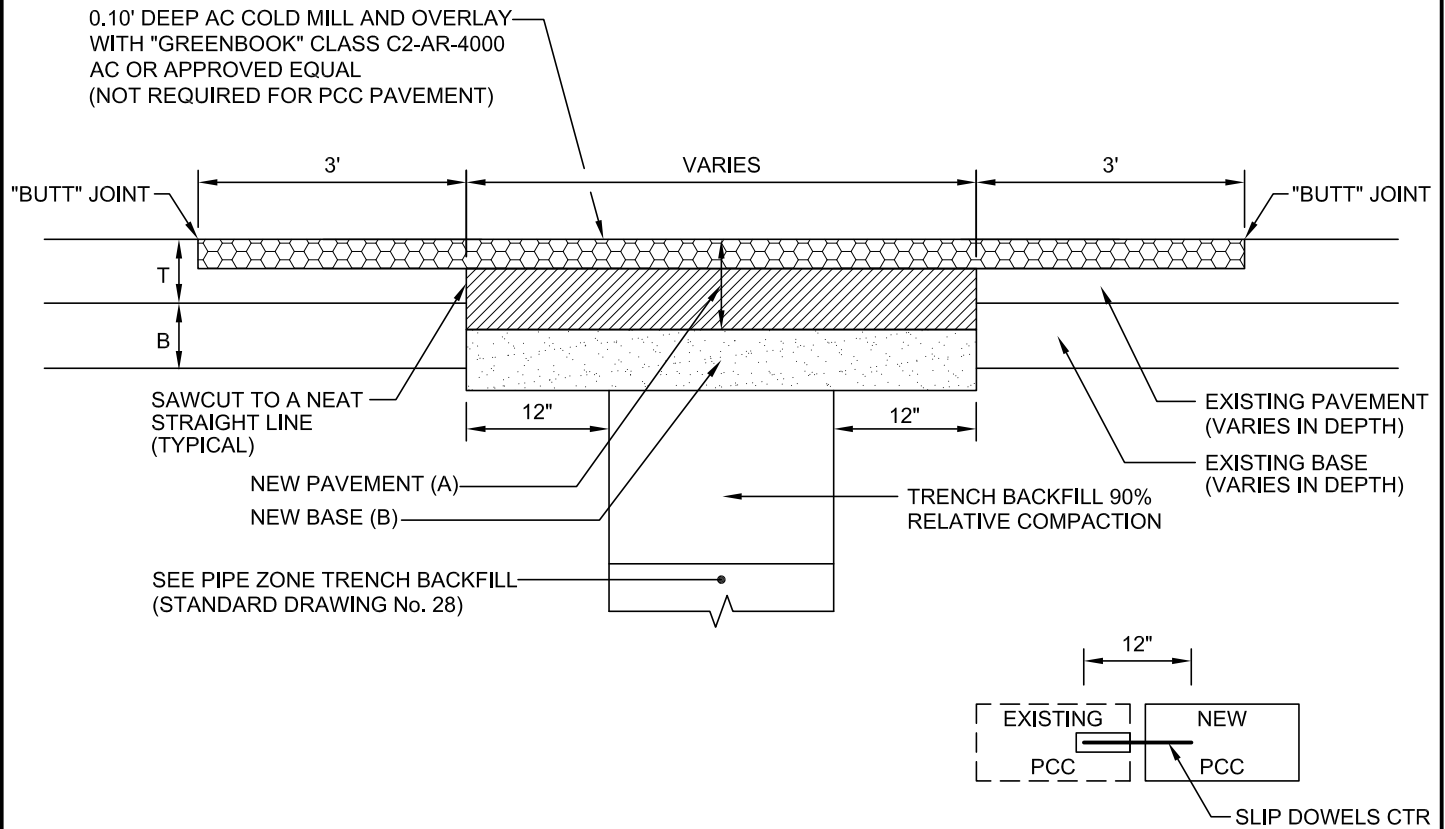 0.10' DEEP AC COLD MILL AND OVERLAY
WITH "GREENBOOK" CLASS C2-AR-4000
AC OR APPROVED EQUAL
(NOT REQUIRED FOR PCC PAVEMENT)
3'
VARIES
3'
"BUTT" JOINT
"BUTT" JOINT
T
B
SAWCUT TO A NEAT
STRAIGHT LINE
(TYPICAL)
12"
12"
EXISTING PAVEMENT
(VARIES IN DEPTH)
EXISTING BASE
(VARIES IN DEPTH)
NEW PAVEMENT (A)
NEW BASE (B)
TRENCH BACKFILL 90%
RELATIVE COMPACTION
SEE PIPE ZONE TRENCH BACKFILL
(STANDARD DRAWING No. 28)
12"
EXISTING
PCC
NEW
PCC
SLIP DOWELS CTR